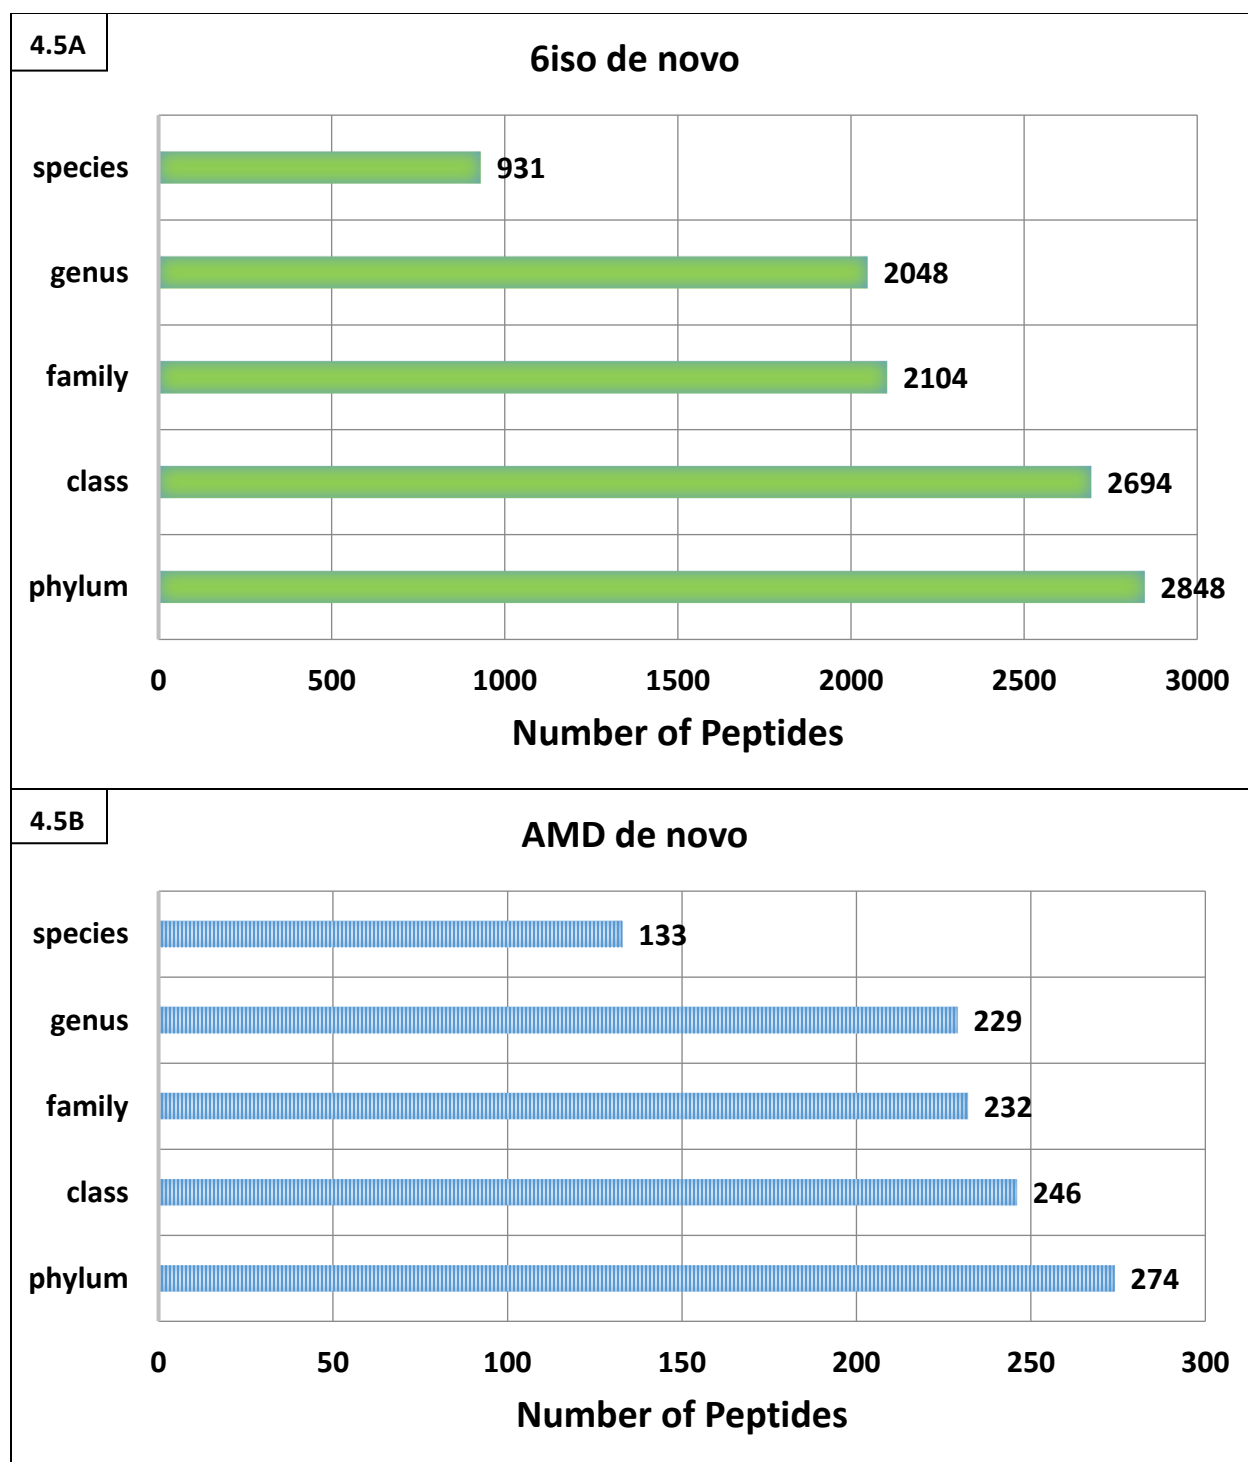 4.5A
6iso de novo
species 931
genus 2048
family 2104
class 2694
phylum 2848
0 500 1000 1500 2000 2500 3000
Number of Peptides
4.5B
AMD de novo
species 133
genus 229
family 232
class 246
phylum 274
0 50 100 150 200 250 300
Number of Peptides